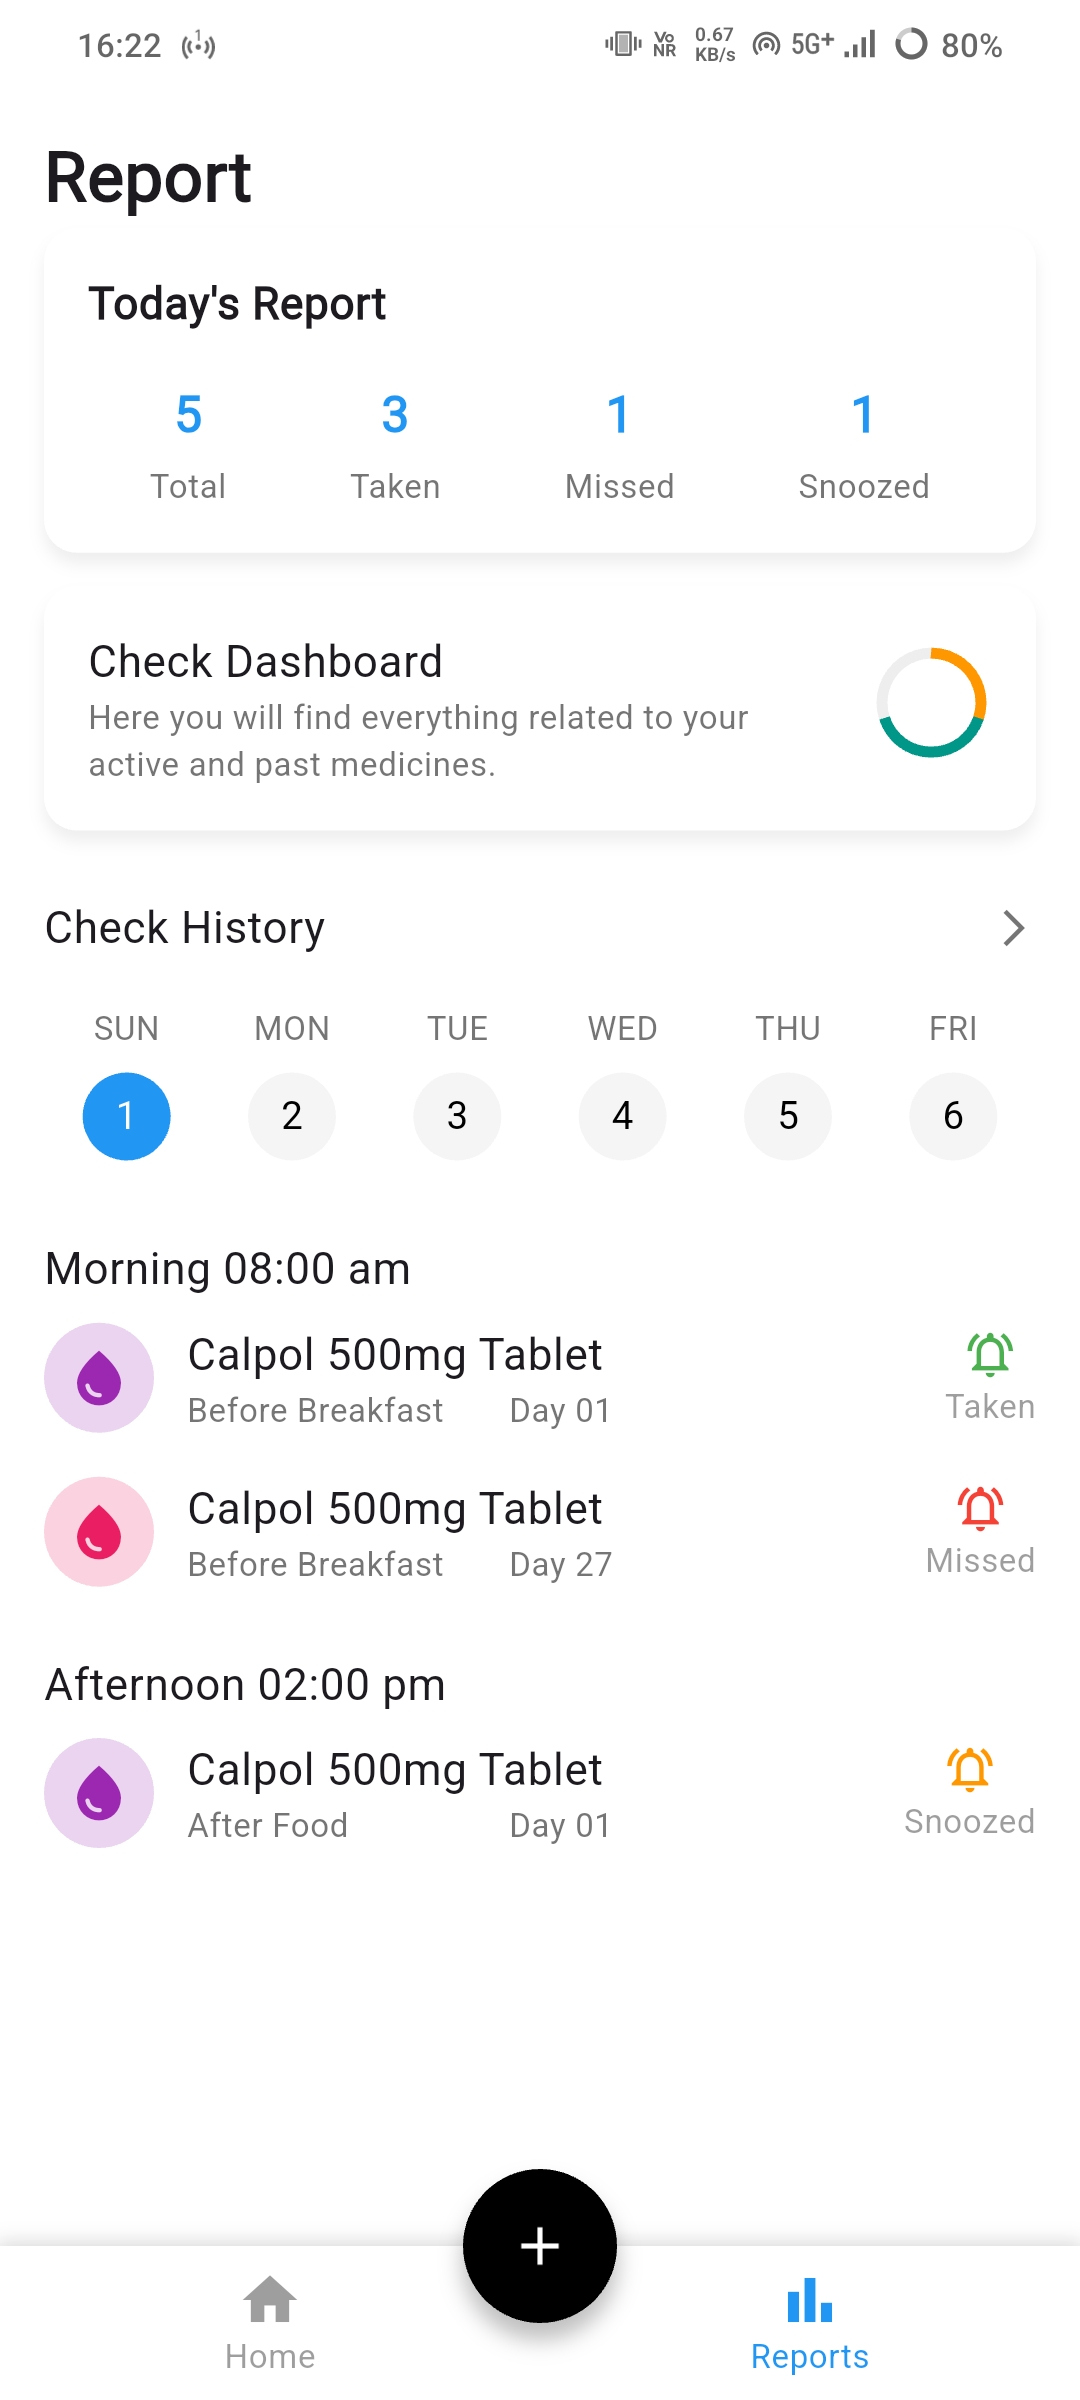 16:22 1 Vo NR 0.67 KB/s 5G+ 80%
Report
Today's Report
5 3 1 1
Total Taken Missed Snoozed
Check Dashboard
Here you will find everything related to your
active and past medicines.
Check History
SUN MON TUE WED THU FRI
1 2 3 4 5 6
Morning 08:00 am
Calpol 500mg Tablet
Before Breakfast Day 01 Taken
Calpol 500mg Tablet
Before Breakfast Day 27 Missed
Afternoon 02:00 pm
Calpol 500mg Tablet
After Food Day 01 Snoozed
Home Reports